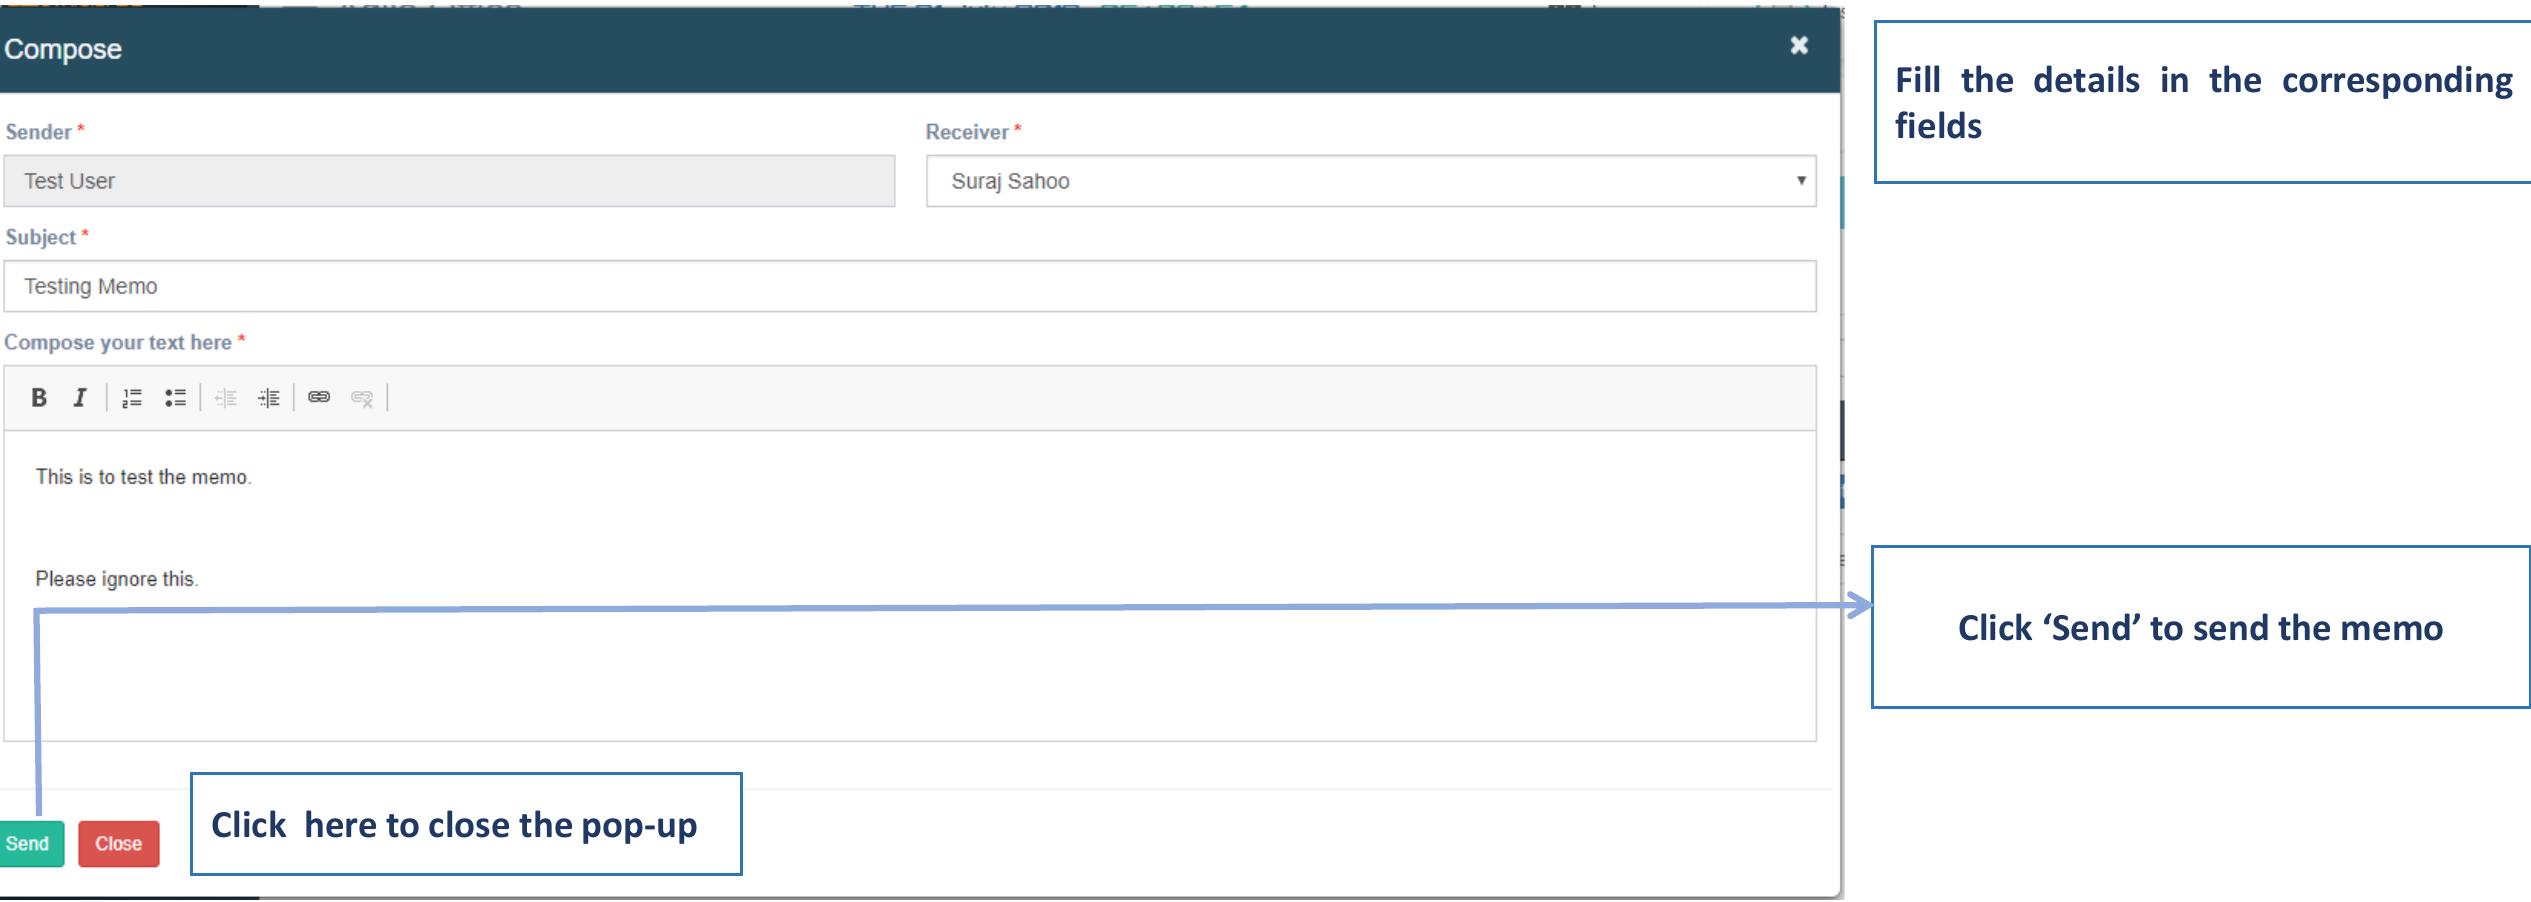 Compose
Fill the details in the corresponding
fields
Sender *
Receiver *
Test User
Suraj Sahoo
Subject *
Testing Memo
Compose your text here *
B I
This is to test the memo.
Please ignore this.
Click ‘Send’ to send the memo
Click here to close the pop-up
Send
Close